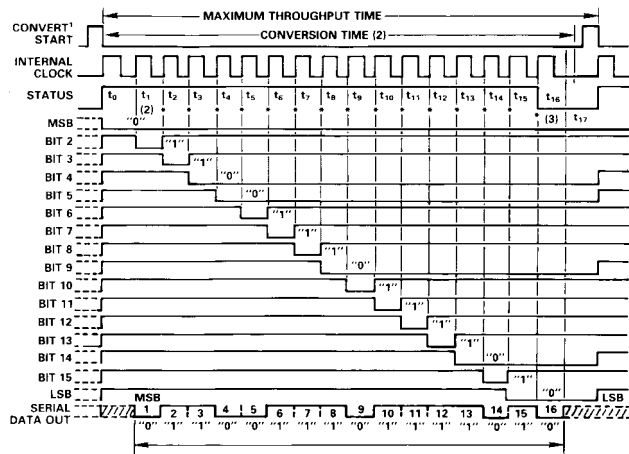 MAXIMUM THROUGHPUT TIME
CONVERT¹ START
CONVERSION TIME (2)
INTERNAL CLOCK
STATUS t0 t1 t2 t3 t4 t5 t6 t7 t8 t9 t10 t11 t12 t13 t14 t15 t16
(2) (3) t17
MSB "0"
BIT 2 "1"
BIT 3 "1"
BIT 4 "0"
BIT 5 "0"
BIT 6 "1"
BIT 7 "1"
BIT 8 "1"
BIT 9 "0"
BIT 10 "1"
BIT 11 "1"
BIT 12 "1"
BIT 13 "1"
BIT 14 "0"
BIT 15 "1"
LSB "0" LSB
MSB
SERIAL DATA OUT 1 2 3 4 5 6 7 8 9 10 11 12 13 14 15 16
"0" "1" "1" "0" "0" "1" "1" "1" "0" "1" "1" "1" "1" "0" "1" "0"